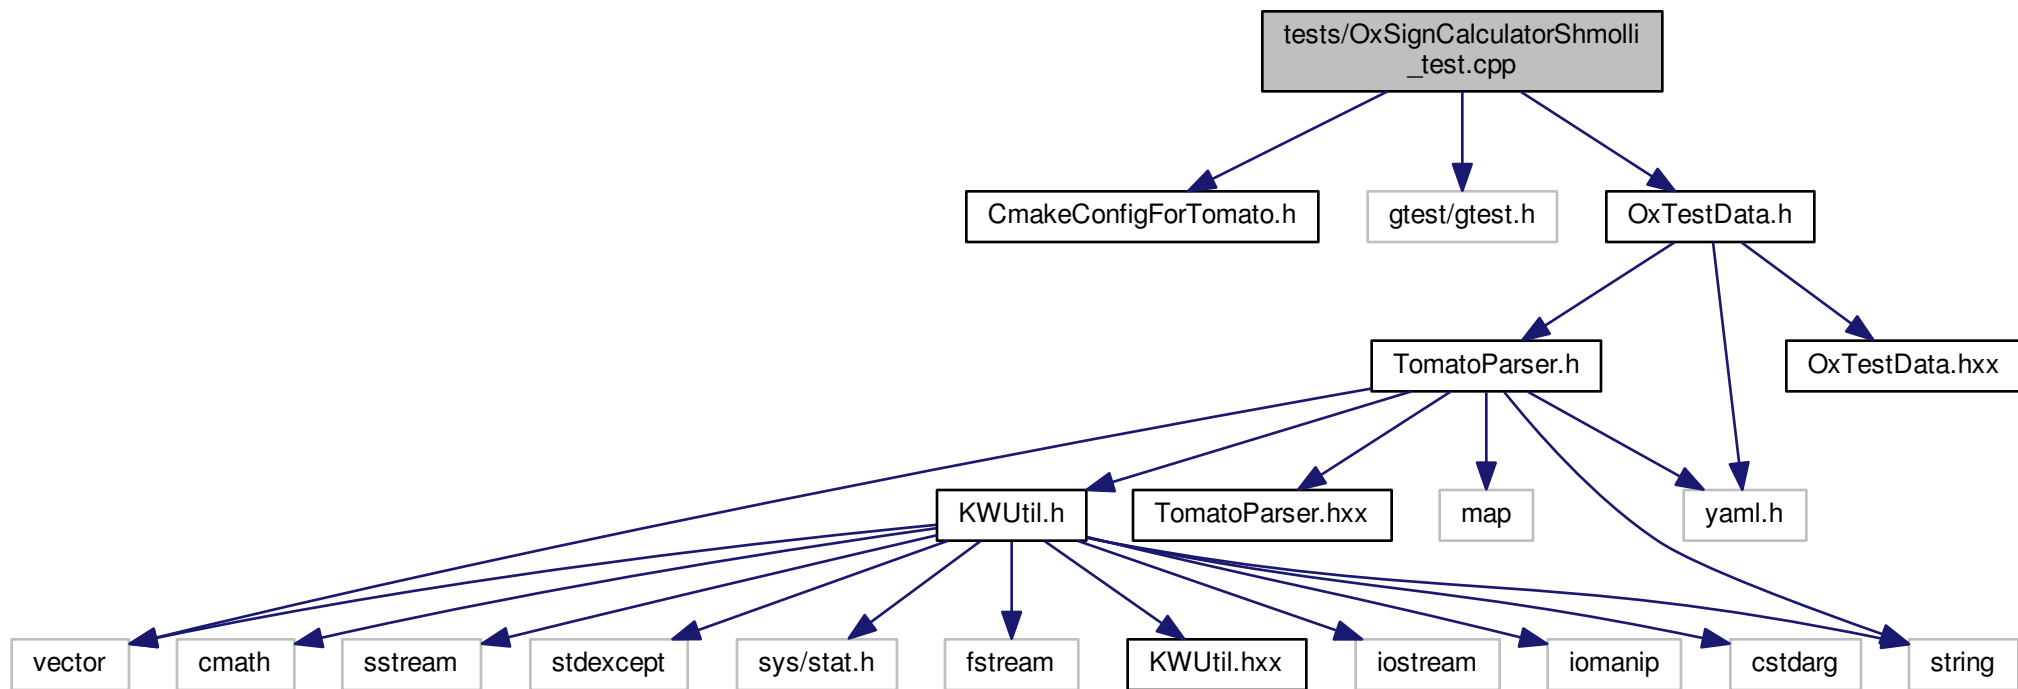 tests/OxSignCalculatorShmolli
_test.cpp
CmakeConfigForTomato.h
gtest/gtest.h
OxTestData.h
TomatoParser.h
OxTestData.hxx
KWUtil.h
TomatoParser.hxx
map
yaml.h
vector
cmath
sstream
stdexcept
sys/stat.h
fstream
KWUtil.hxx
iostream
iomanip
cstdarg
string